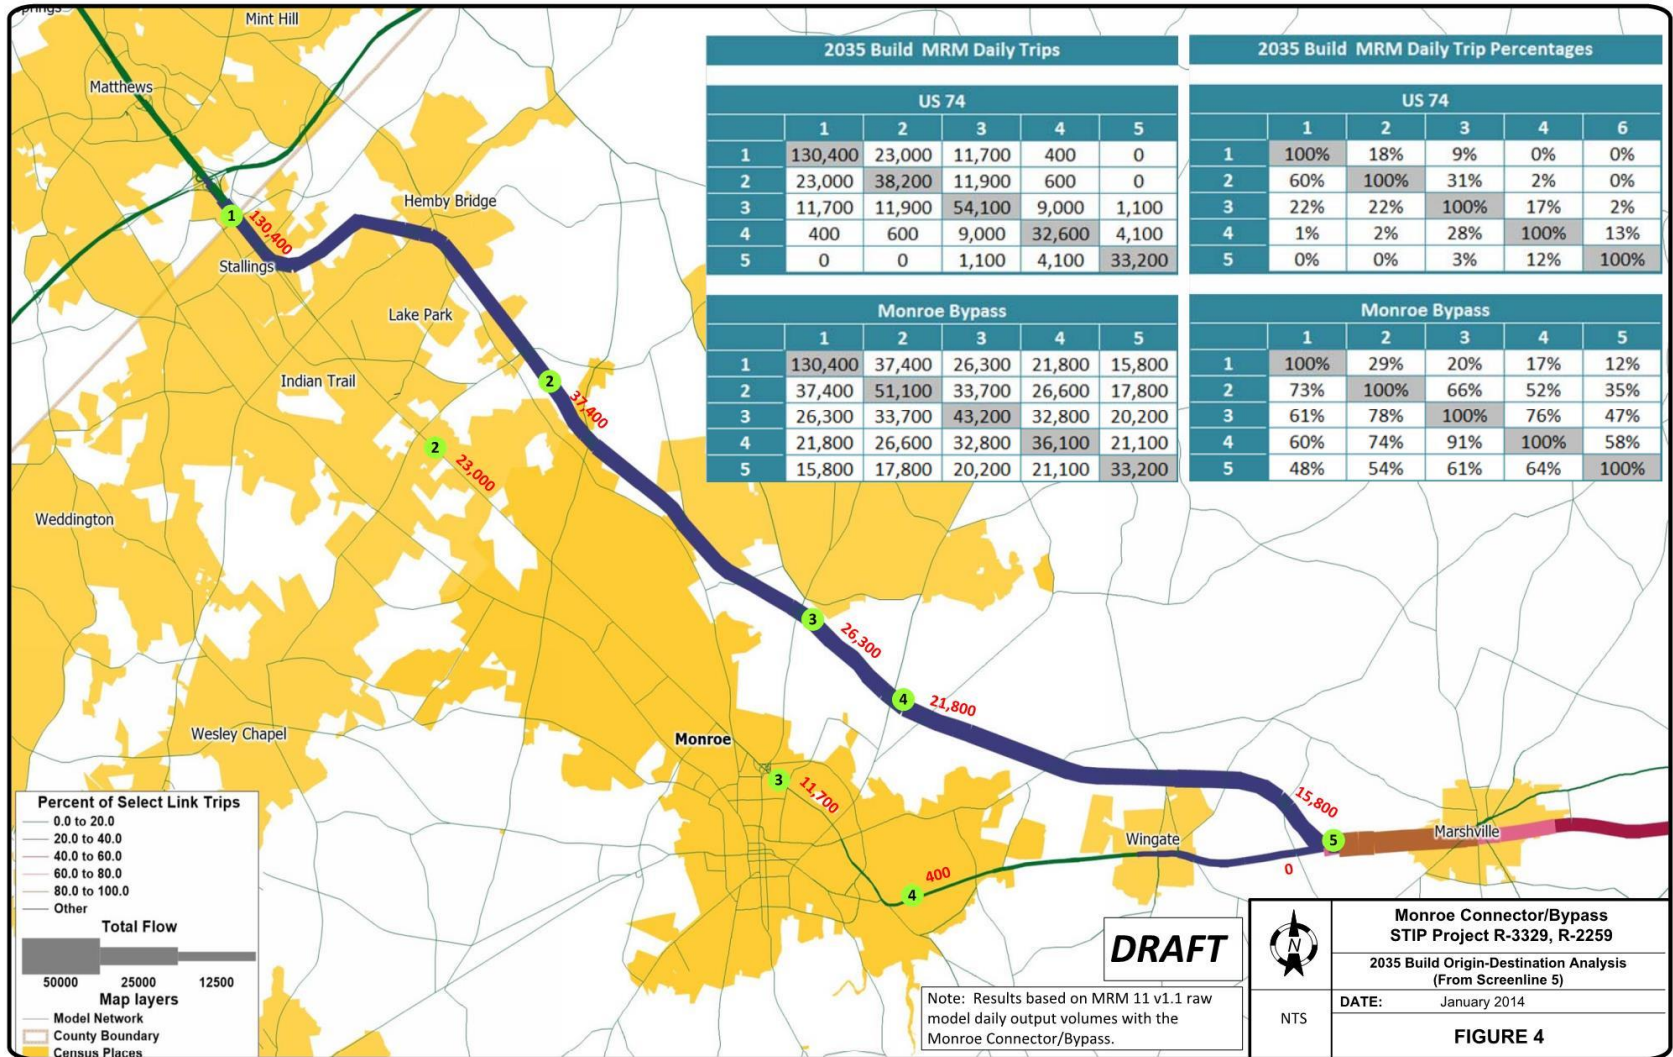 prings
Mint Hill
Matthews
Hemby Bridge
1
130,400
Stallings
Lake Park
Indian Trail
2
37,400
2
23,000
Weddington
3
26,300
4
21,800
Wesley Chapel
Monroe
3
11,700
15,800
5
Marshville
Wingate
0
4
400
2035 Build MRM Daily Trips
US 74
1 2 3 4 5
1 130,400 23,000 11,700 400 0
2 23,000 38,200 11,900 600 0
3 11,700 11,900 54,100 9,000 1,100
4 400 600 9,000 32,600 4,100
5 0 0 1,100 4,100 33,200
Monroe Bypass
1 2 3 4 5
1 130,400 37,400 26,300 21,800 15,800
2 37,400 51,100 33,700 26,600 17,800
3 26,300 33,700 43,200 32,800 20,200
4 21,800 26,600 32,800 36,100 21,100
5 15,800 17,800 20,200 21,100 33,200
2035 Build MRM Daily Trip Percentages
US 74
1 2 3 4 6
1 100% 18% 9% 0% 0%
2 60% 100% 31% 2% 0%
3 22% 22% 100% 17% 2%
4 1% 2% 28% 100% 13%
5 0% 0% 3% 12% 100%
Monroe Bypass
1 2 3 4 5
1 100% 29% 20% 17% 12%
2 73% 100% 66% 52% 35%
3 61% 78% 100% 76% 47%
4 60% 74% 91% 100% 58%
5 48% 54% 61% 64% 100%
Percent of Select Link Trips
0.0 to 20.0
20.0 to 40.0
40.0 to 60.0
60.0 to 80.0
80.0 to 100.0
Other
Total Flow
50000 25000 12500
Map layers
Model Network
County Boundary
Census Places
DRAFT
Note: Results based on MRM 11 v1.1 raw
model daily output volumes with the
Monroe Connector/Bypass.
N
NTS
Monroe Connector/Bypass
STIP Project R-3329, R-2259
2035 Build Origin-Destination Analysis
(From Screenline 5)
DATE: January 2014
FIGURE 4